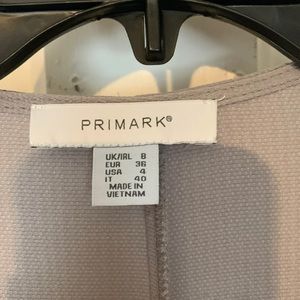 PRIMARK®
UK/IRL 8
EUR 36
USA 4
IT 40
MADE IN
VIETNAM